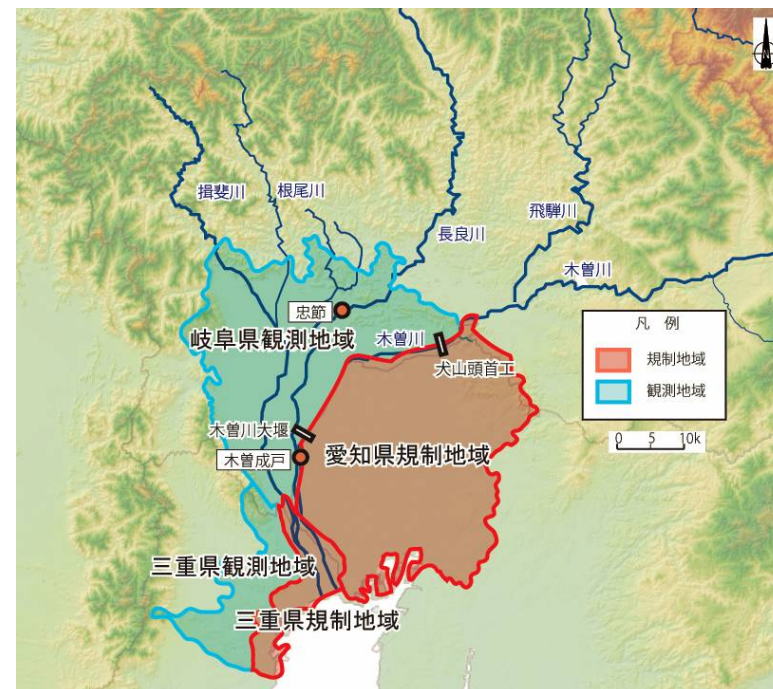 N
揖斐川
根尾川
長良川
飛騨川
木曽川
忠節
岐阜県観測地域
木曽川
犬山頭首工
凡 例
規制地域
観測地域
0 5 10k
木曽川大堰
木曽成戸
愛知県規制地域
三重県観測地域
三重県規制地域